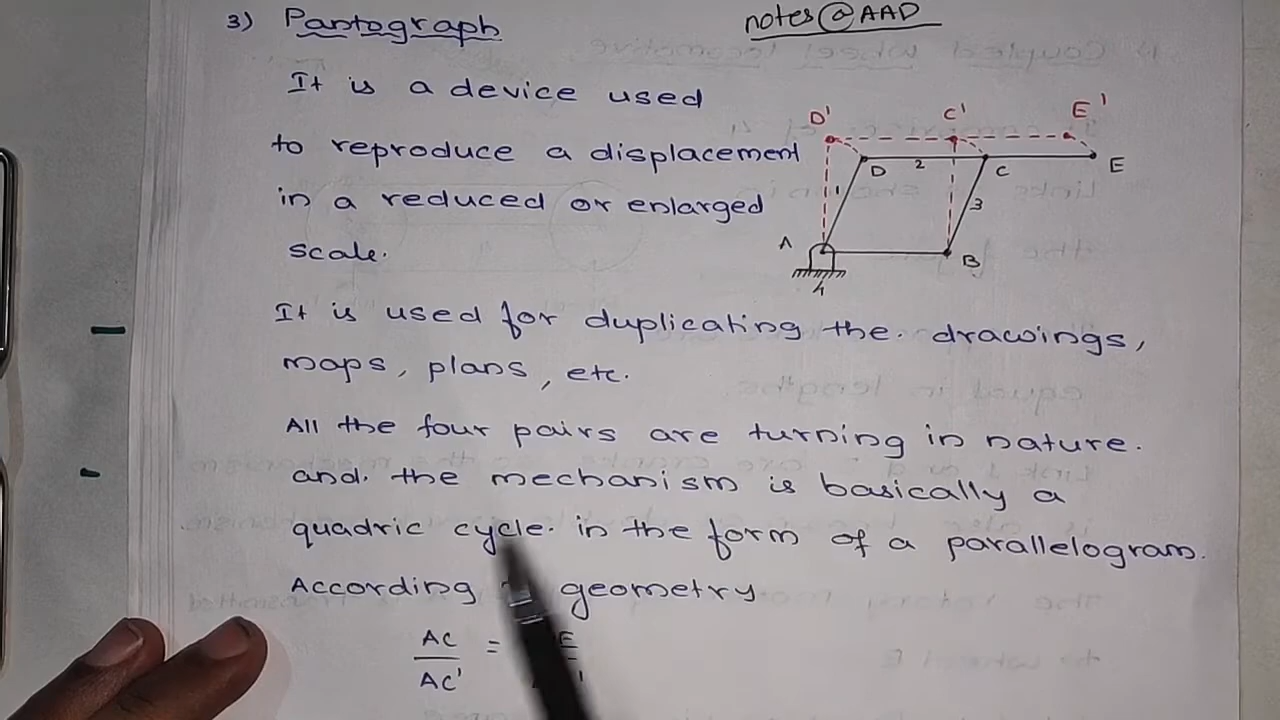 3) Pantograph
notes@AAD
It is a device used
to reproduce a displacement
in a reduced or enlarged
scale.
D' C' E'
D 2 C E
1 3
A B
4
It is used for duplicating the drawings,
maps, plans, etc.
All the four pairs are turning in nature.
and the mechanism is basically a
quadric cycle in the form of a parallelogram.
According geometry
AC = E
AC' '